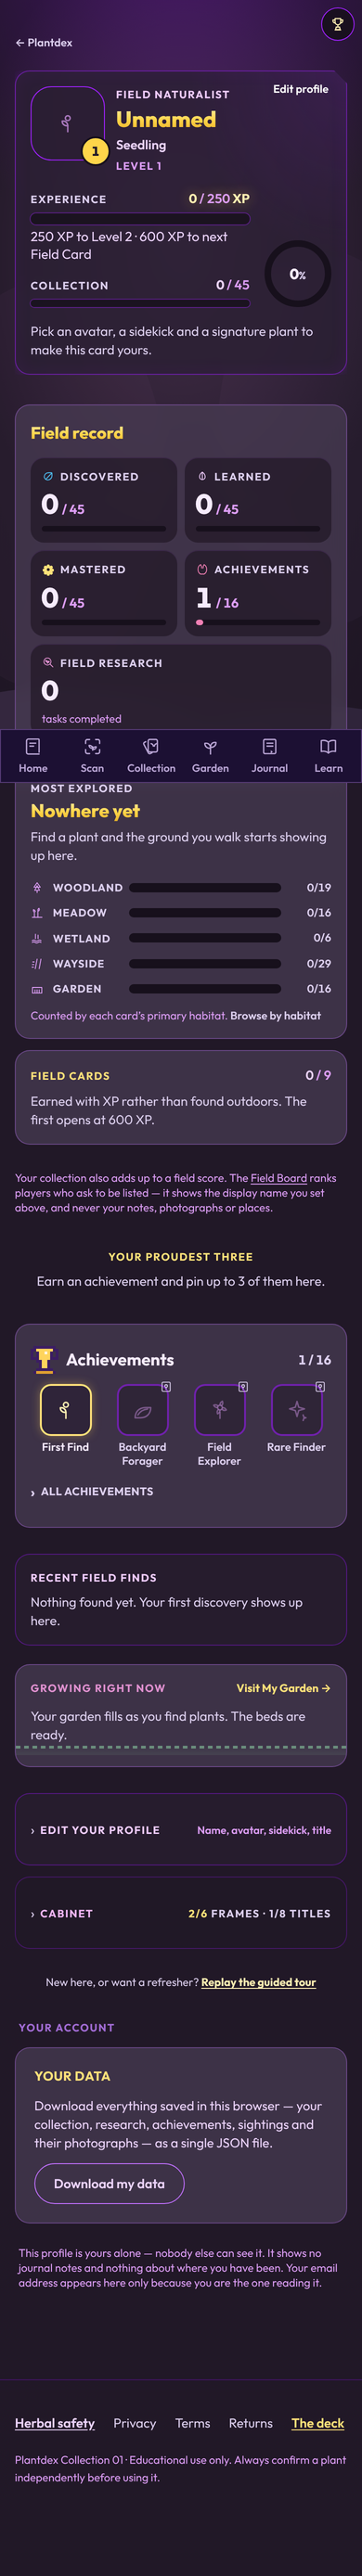 ← Plantdex
Edit profile
FIELD NATURALIST
Unnamed
Seedling
LEVEL 1
1
EXPERIENCE 0 / 250 XP
250 XP to Level 2 · 600 XP to next
Field Card
COLLECTION 0 / 45
0%
Pick an avatar, a sidekick and a signature plant to
make this card yours.
Field record
DISCOVERED
0 / 45
LEARNED
0 / 45
MASTERED
0 / 45
ACHIEVEMENTS
1 / 16
FIELD RESEARCH
0
tasks completed
Home Scan Collection Garden Journal Learn
MOST EXPLORED
Nowhere yet
Find a plant and the ground you walk starts showing
up here.
WOODLAND 0/19
MEADOW 0/16
WETLAND 0/6
WAYSIDE 0/29
GARDEN 0/16
Counted by each card's primary habitat. Browse by habitat
FIELD CARDS 0 / 9
Earned with XP rather than found outdoors. The
first opens at 600 XP.
Your collection also adds up to a field score. The Field Board ranks
players who ask to be listed — it shows the display name you set
above, and never your notes, photographs or places.
YOUR PROUDEST THREE
Earn an achievement and pin up to 3 of them here.
Achievements 1 / 16
First Find
Backyard
Forager
Field
Explorer
Rare Finder
› ALL ACHIEVEMENTS
RECENT FIELD FINDS
Nothing found yet. Your first discovery shows up
here.
GROWING RIGHT NOW Visit My Garden →
Your garden fills as you find plants. The beds are
ready.
› EDIT YOUR PROFILE Name, avatar, sidekick, title
› CABINET 2/6 FRAMES · 1/8 TITLES
New here, or want a refresher? Replay the guided tour
YOUR ACCOUNT
YOUR DATA
Download everything saved in this browser — your
collection, research, achievements, sightings and
their photographs — as a single JSON file.
Download my data
This profile is yours alone — nobody else can see it. It shows no
journal notes and nothing about where you have been. Your email
address appears here only because you are the one reading it.
Herbal safety Privacy Terms Returns The deck
Plantdex Collection 01 · Educational use only. Always confirm a plant
independently before using it.